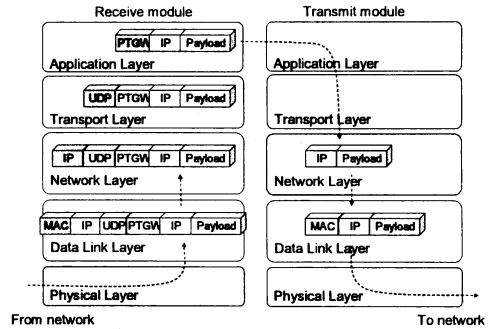 Receive module
Transmit module
PTGW IP Payload
Application Layer
Application Layer
UDP PTGW IP Payload
Transport Layer
Transport Layer
IP UDP PTGW IP Payload
Network Layer
IP Payload
Network Layer
MAC IP UDP PTGW IP Payload
Data Link Layer
MAC IP Payload
Data Link Layer
Physical Layer
Physical Layer
From network
To network